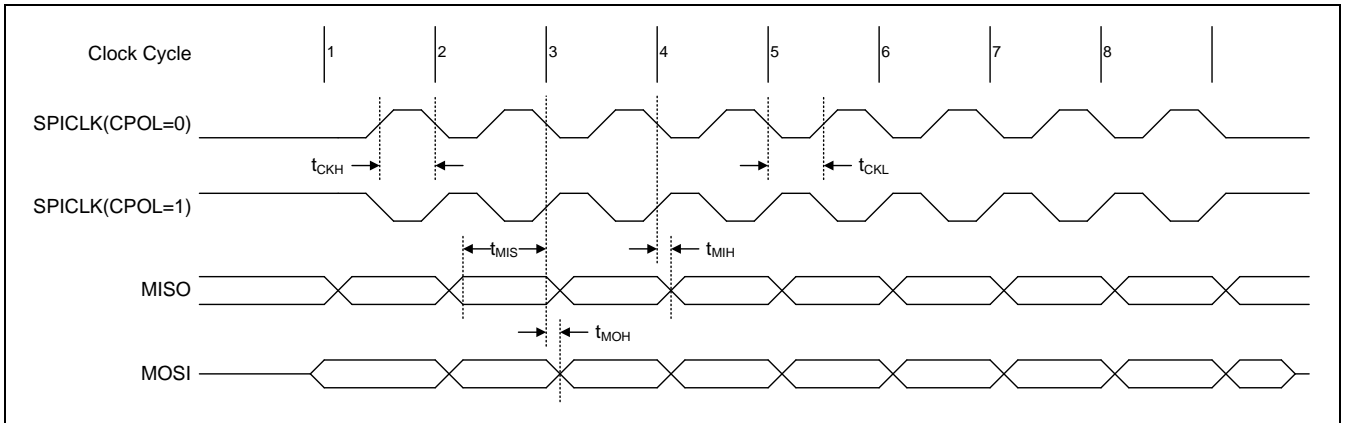 Clock Cycle 1 2 3 4 5 6 7 8
SPICLK(CPOL=0)
tCKH tCKL
SPICLK(CPOL=1)
tMIS tMIH
MISO
tMOH
MOSI